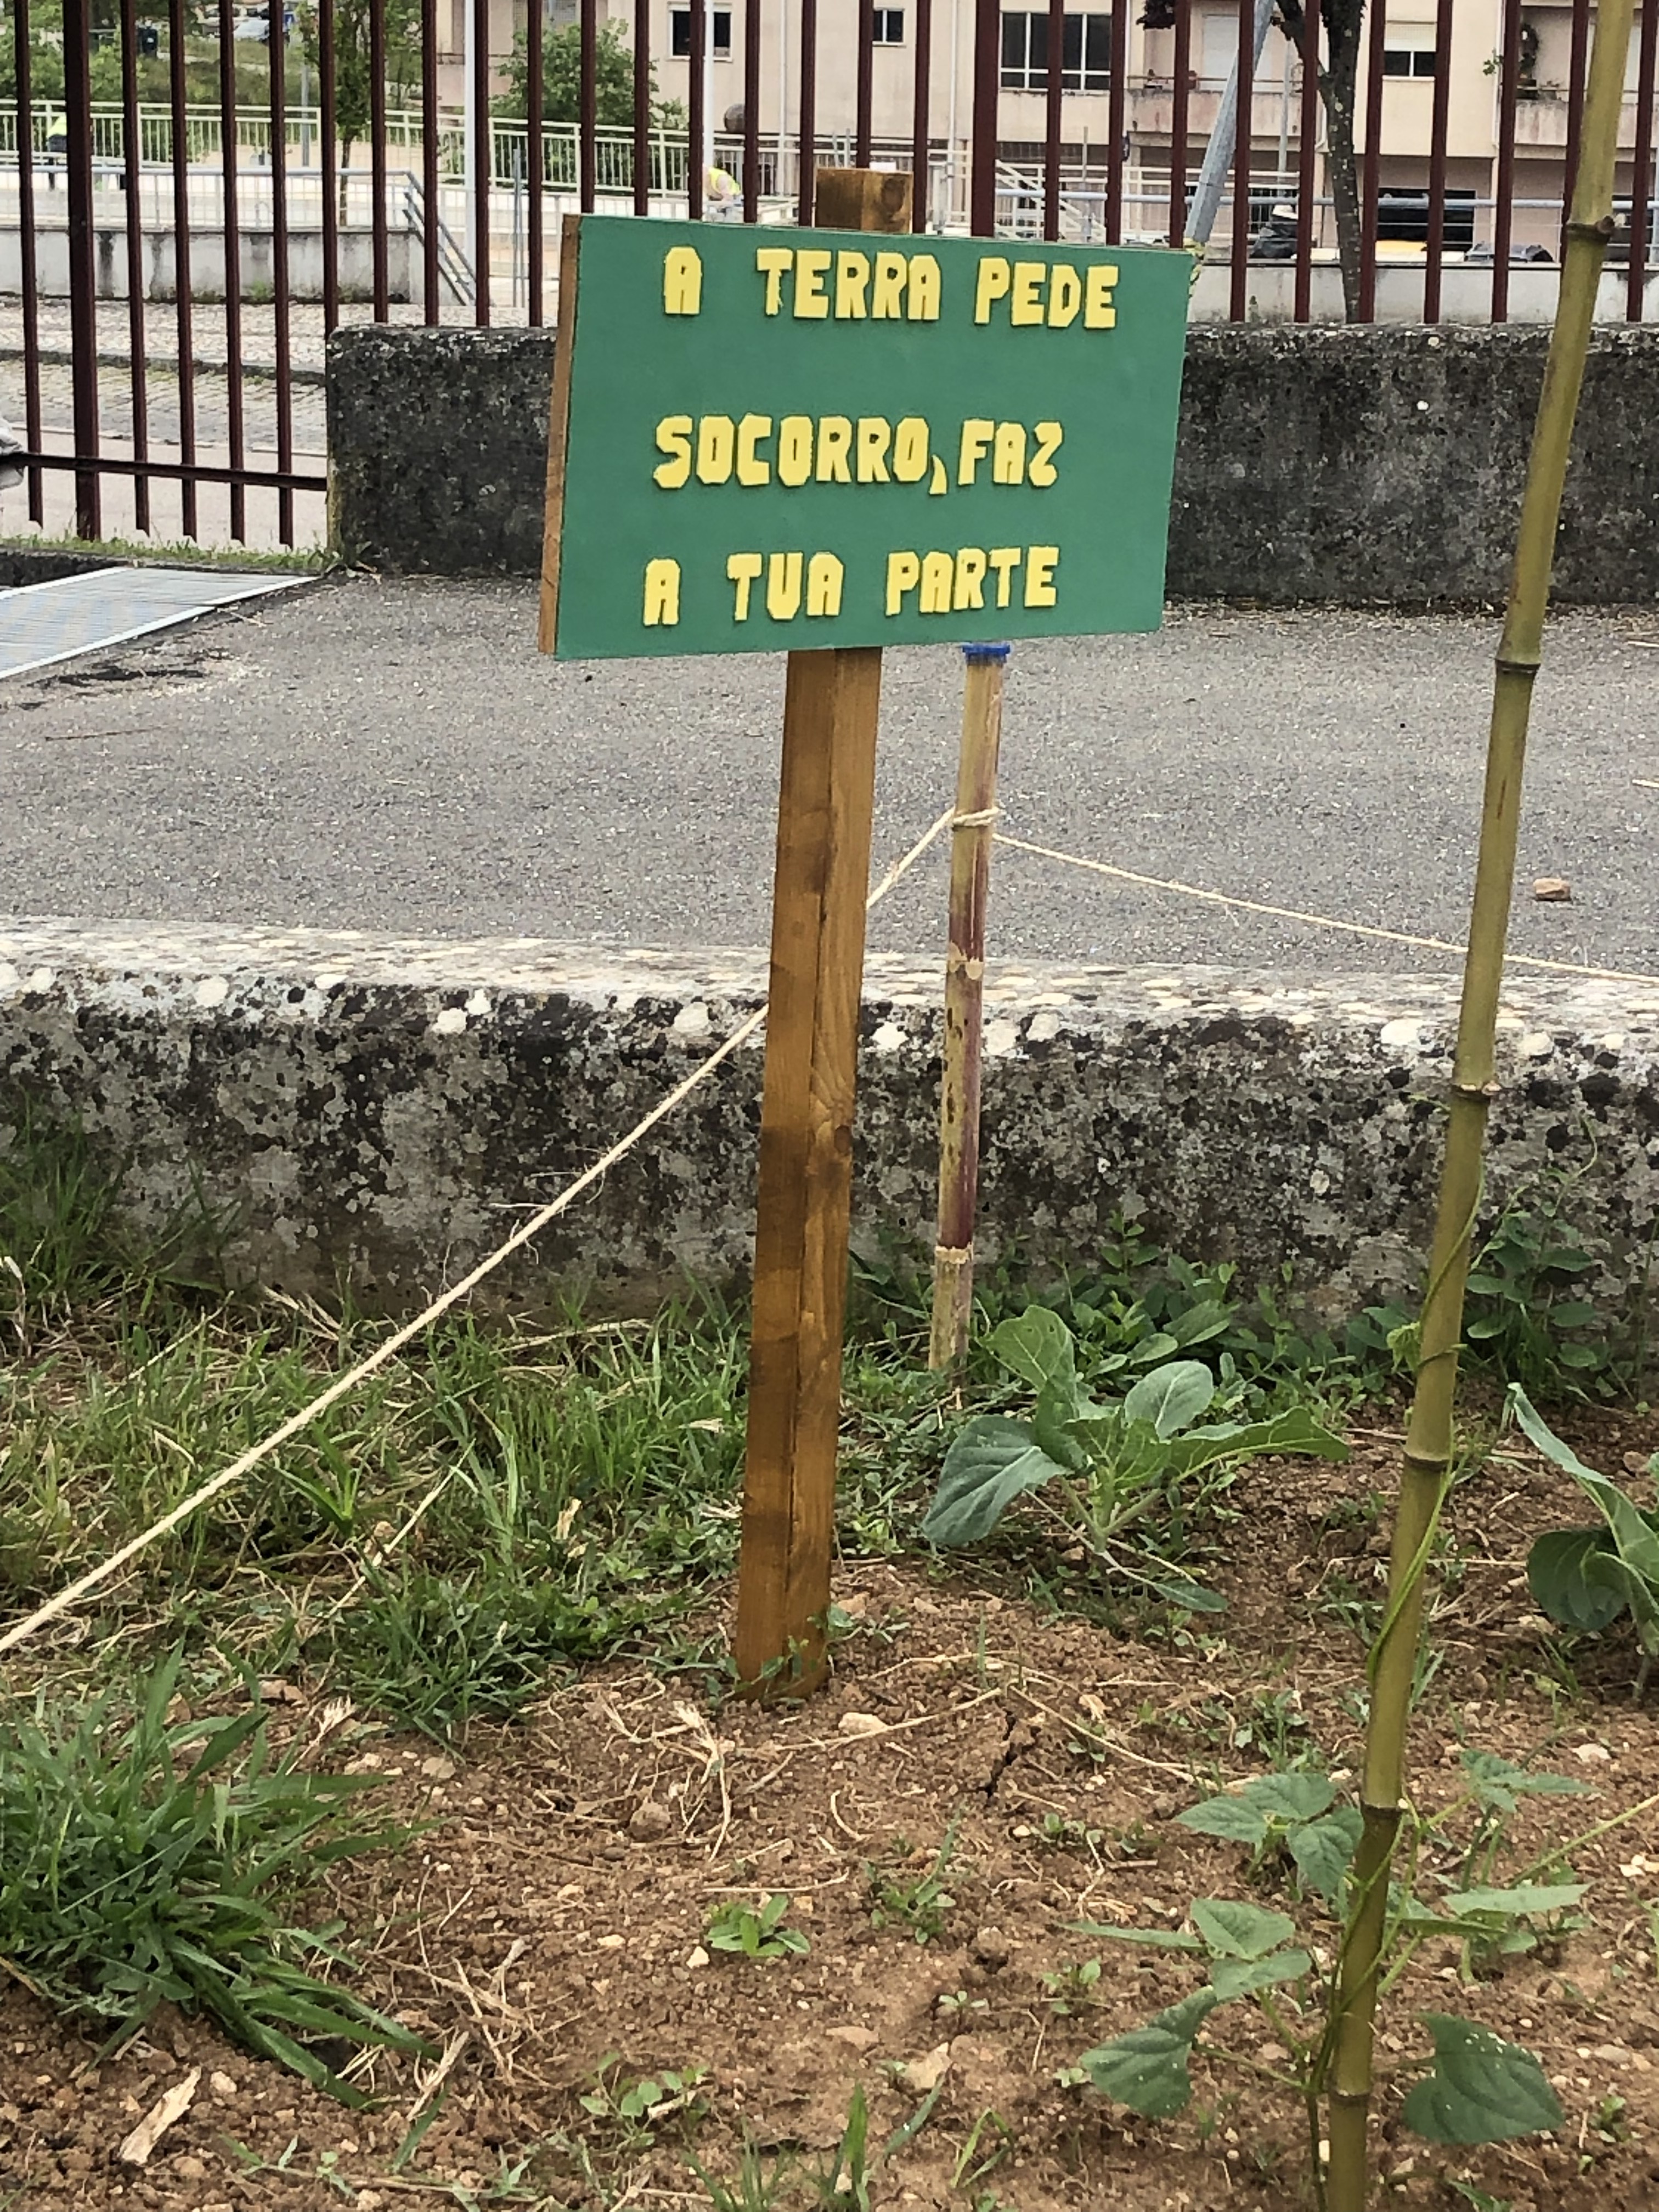 A TERRA PEDE
SOCORRO, FAZ
A TUA PARTE